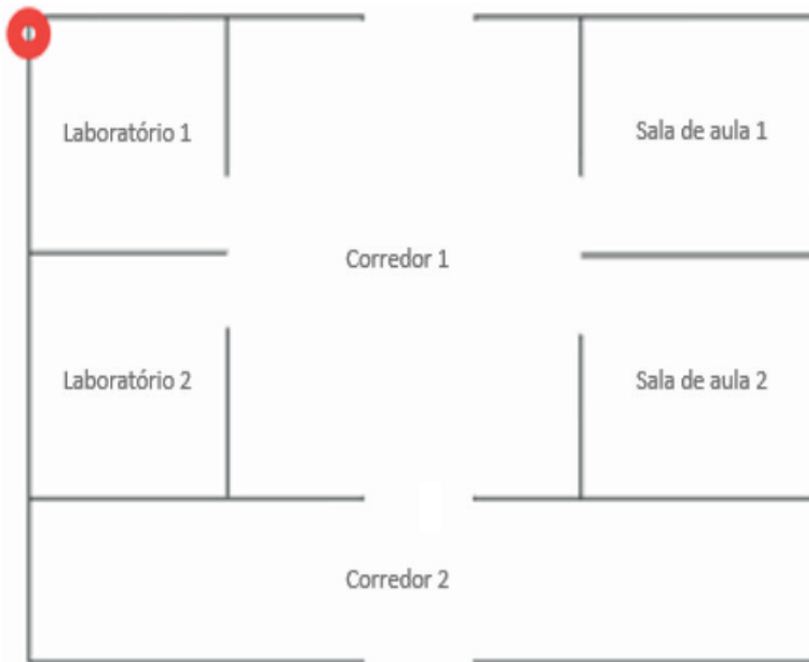 Laboratório 1
Sala de aula 1
Corredor 1
Laboratório 2
Sala de aula 2
Corredor 2